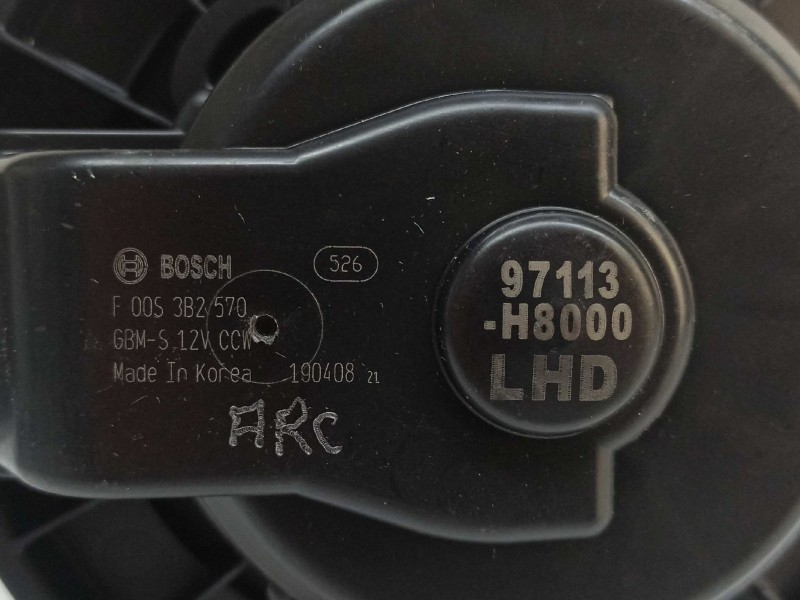 BOSCH 526
F 00S 3B2 570
GBM-S 12V CCW
Made In Korea 190408 21
ARC
97113
-H8000
LHD